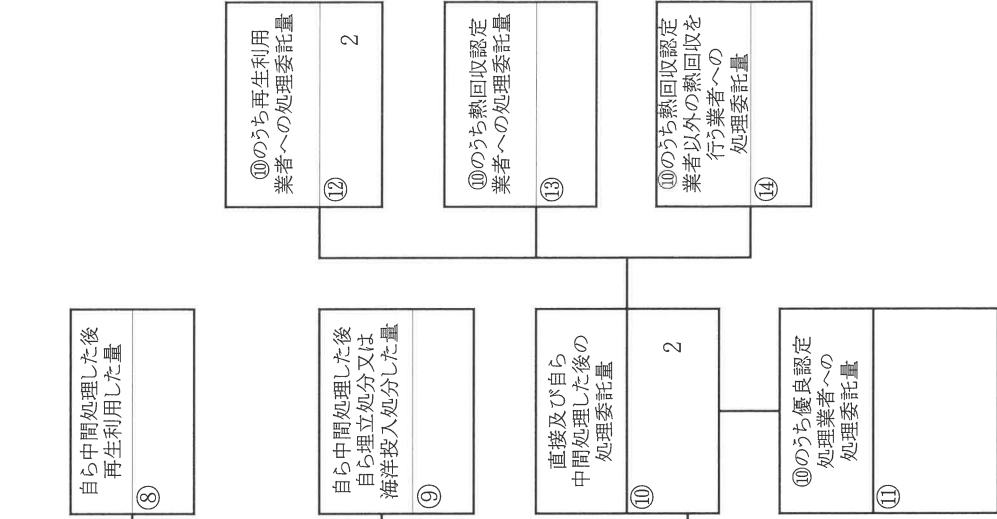 自ら中間処理した後
再生利用した量
⑧
自ら中間処理した後
自ら埋立処分又は
海洋投入処分した量
⑨
直接及び自ら
中間処理した後の
処理委託量
⑩
2
⑩のうち優良認定
処理業者への
処理委託量
⑪
⑩のうち再生利用
業者への処理委託量
⑫
2
⑩のうち熱回収認定
業者への処理委託量
⑬
⑩のうち熱回収認定
業者以外の熱回収を
行う業者への
処理委託量
⑭